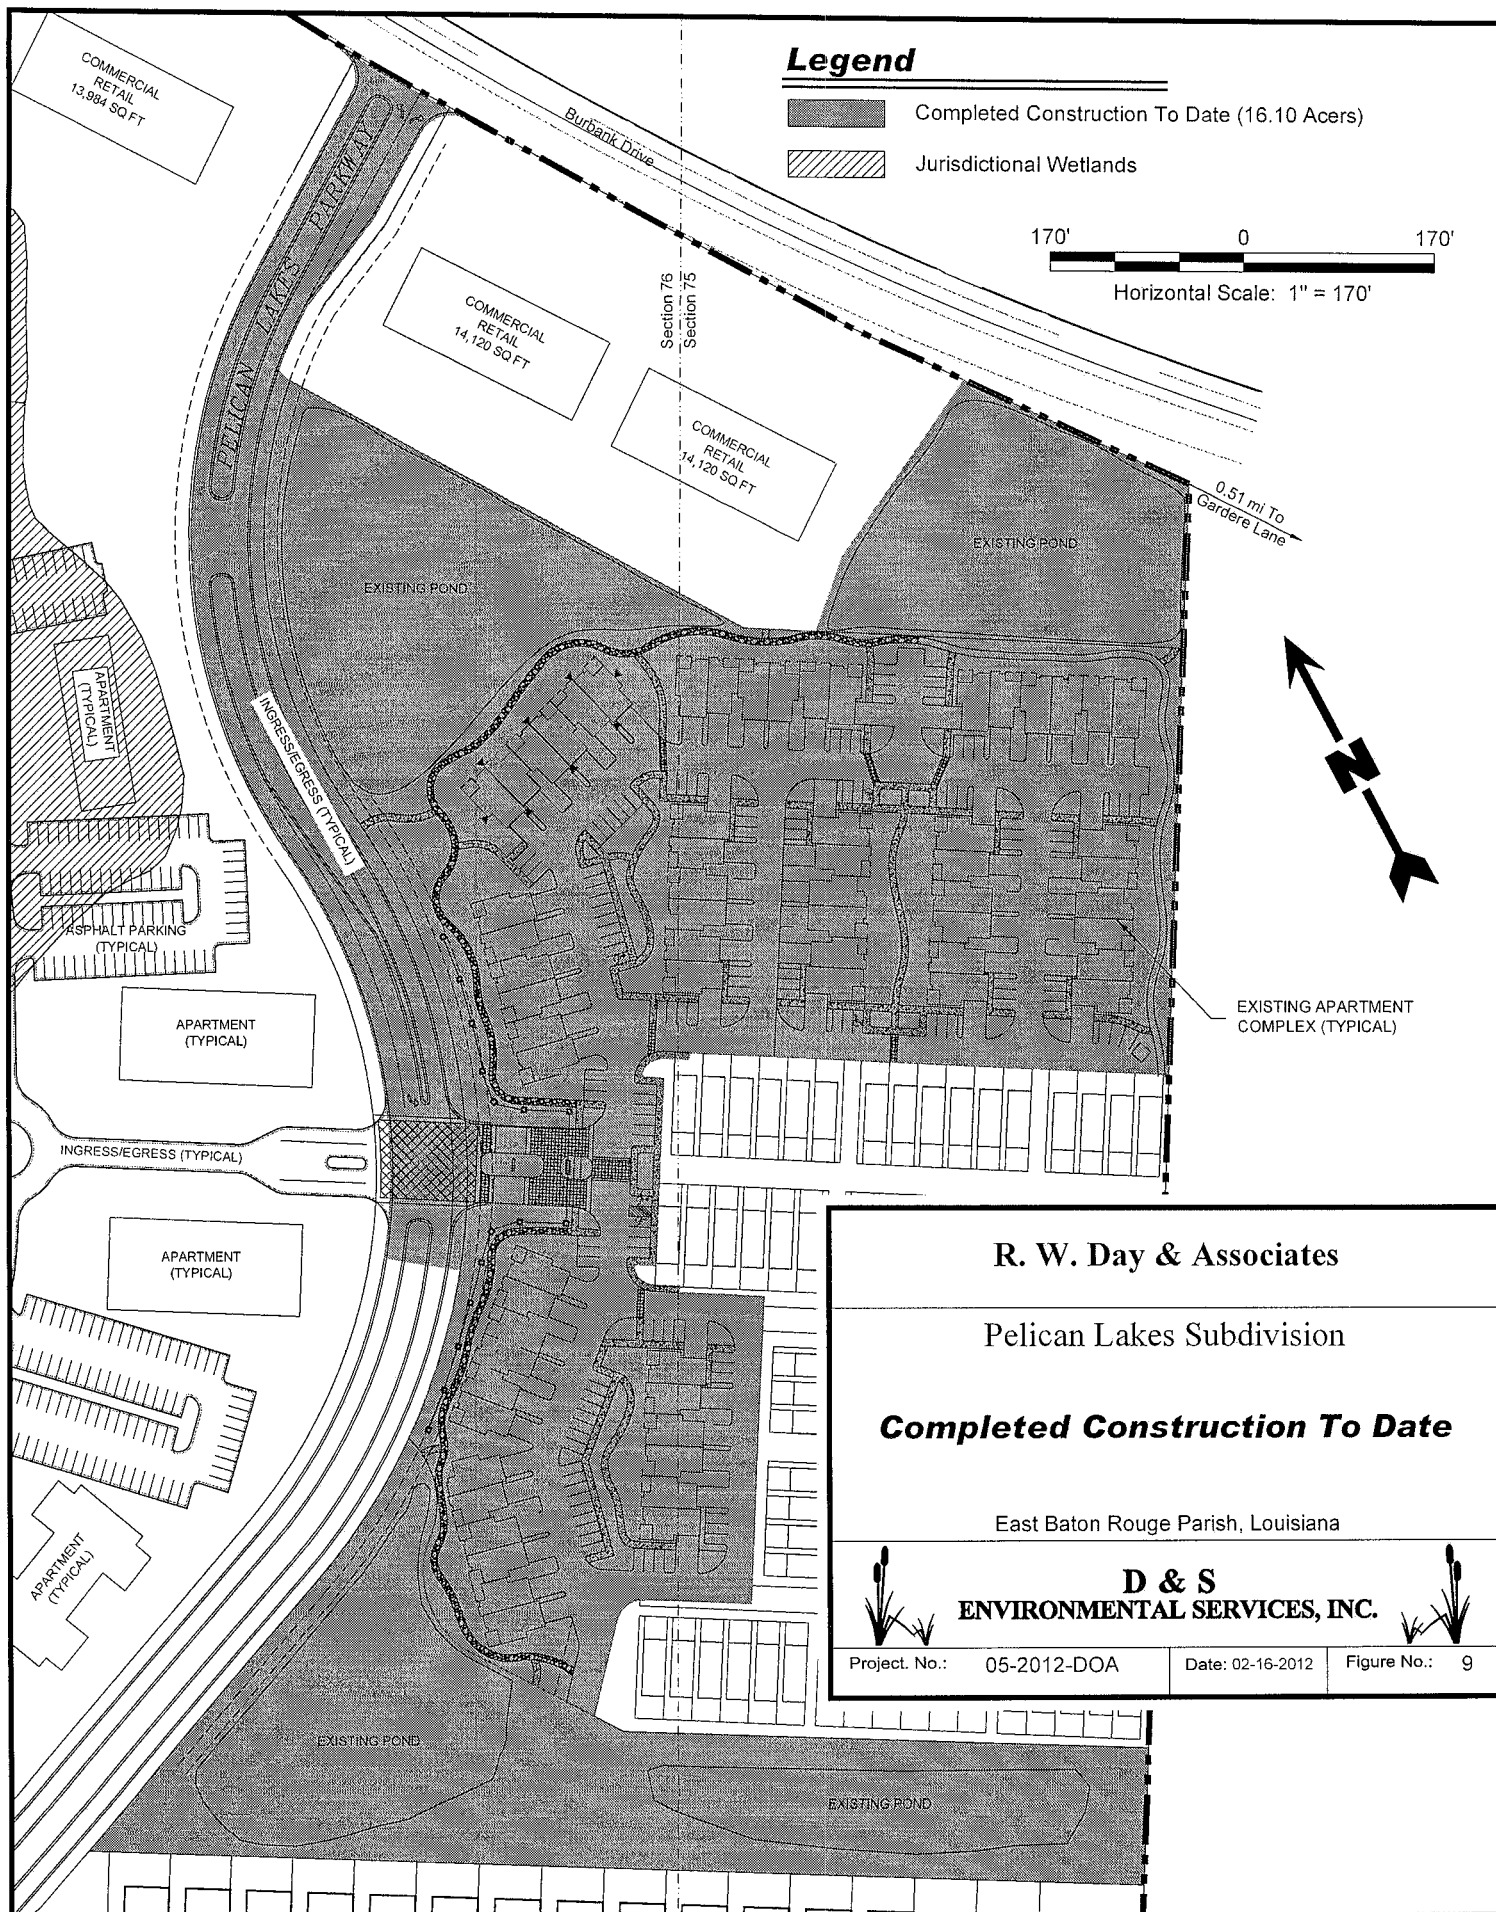 Legend
Completed Construction To Date (16.10 Acers)
Jurisdictional Wetlands
170'
0
170'
Horizontal Scale: 1" = 170'
COMMERCIAL
RETAIL
13,984 SQ FT
Burbank Drive
PELICAN LAKES PARKWAY
COMMERCIAL
RETAIL
14,120 SQ FT
Section 76
Section 75
COMMERCIAL
RETAIL
14,120 SQ FT
0.51 mi To
Gardere Lane
EXISTING POND
EXISTING POND
N
APARTMENT
(TYPICAL)
INGRESS/EGRESS (TYPICAL)
ASPHALT PARKING
(TYPICAL)
EXISTING APARTMENT
COMPLEX (TYPICAL)
APARTMENT
(TYPICAL)
INGRESS/EGRESS (TYPICAL)
APARTMENT
(TYPICAL)
APARTMENT
(TYPICAL)
EXISTING POND
EXISTING POND
R. W. Day & Associates
Pelican Lakes Subdivision
Completed Construction To Date
East Baton Rouge Parish, Louisiana
D & S
ENVIRONMENTAL SERVICES, INC.
Project. No.: 05-2012-DOA
Date: 02-16-2012
Figure No.: 9